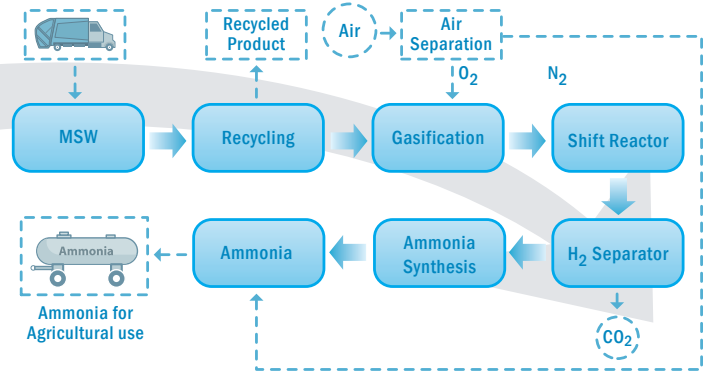 Recycled
Product
Air
Air
Separation
O2
N2
MSW
Recycling
Gasification
Shift Reactor
Ammonia
Ammonia
Ammonia
Synthesis
H2 Separator
Ammonia for
Agricultural use
CO2